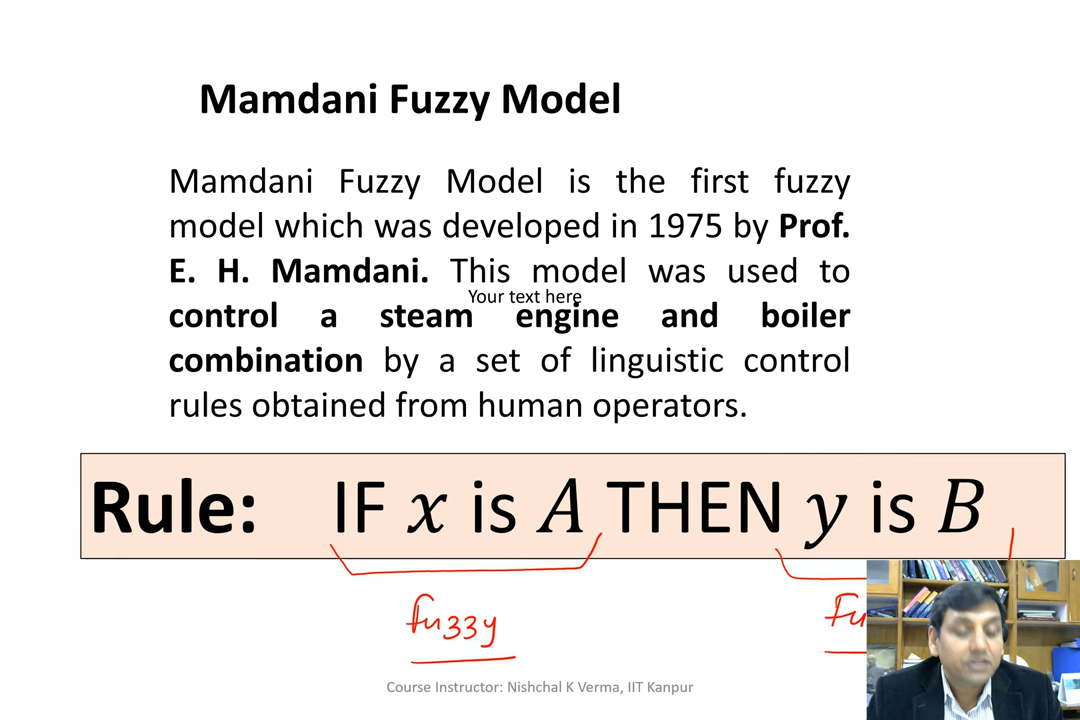 Mamdani Fuzzy Model
Mamdani Fuzzy Model is the first fuzzy
model which was developed in 1975 by Prof.
E. H. Mamdani. This model was used to
Your text here
control a steam engine and boiler
combination by a set of linguistic control
rules obtained from human operators.
Rule: IF x is A THEN y is B
fuzzy
Fu
Course Instructor: Nishchal K Verma, IIT Kanpur